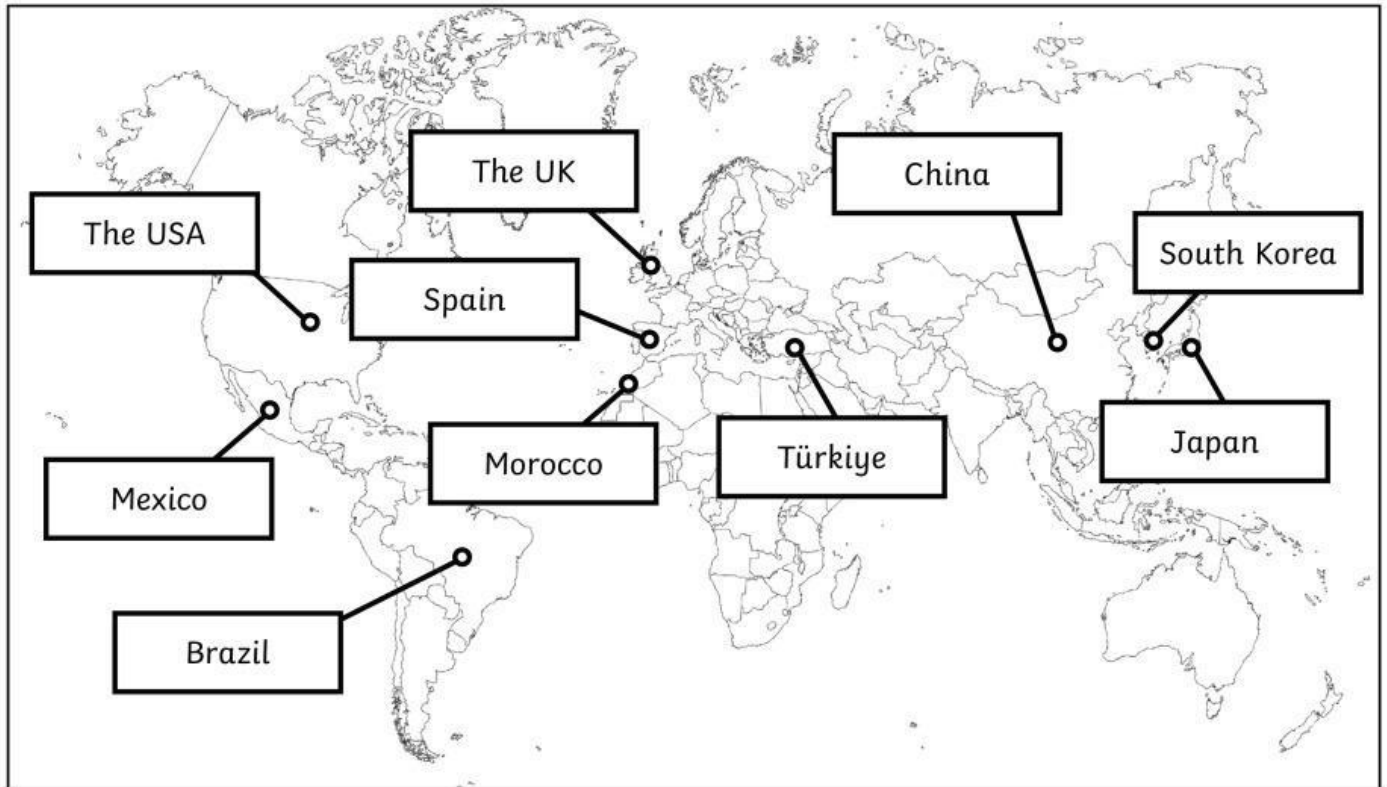 The UK
China
The USA
South Korea
Spain
Japan
Morocco
Türkiye
Mexico
Brazil